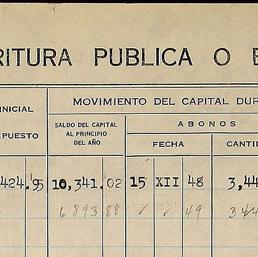 RITURA PUBLICA O E
INICIAL
MOVIMIENTO DEL CAPITAL DUR
PUESTO
SALDO DEL CAPITAL
AL PRINCIPIO
DEL AÑO
ABONOS
FECHA
CANTI
424.95 10,341.02 15 XII 48 3,44
6 893 88 49 344